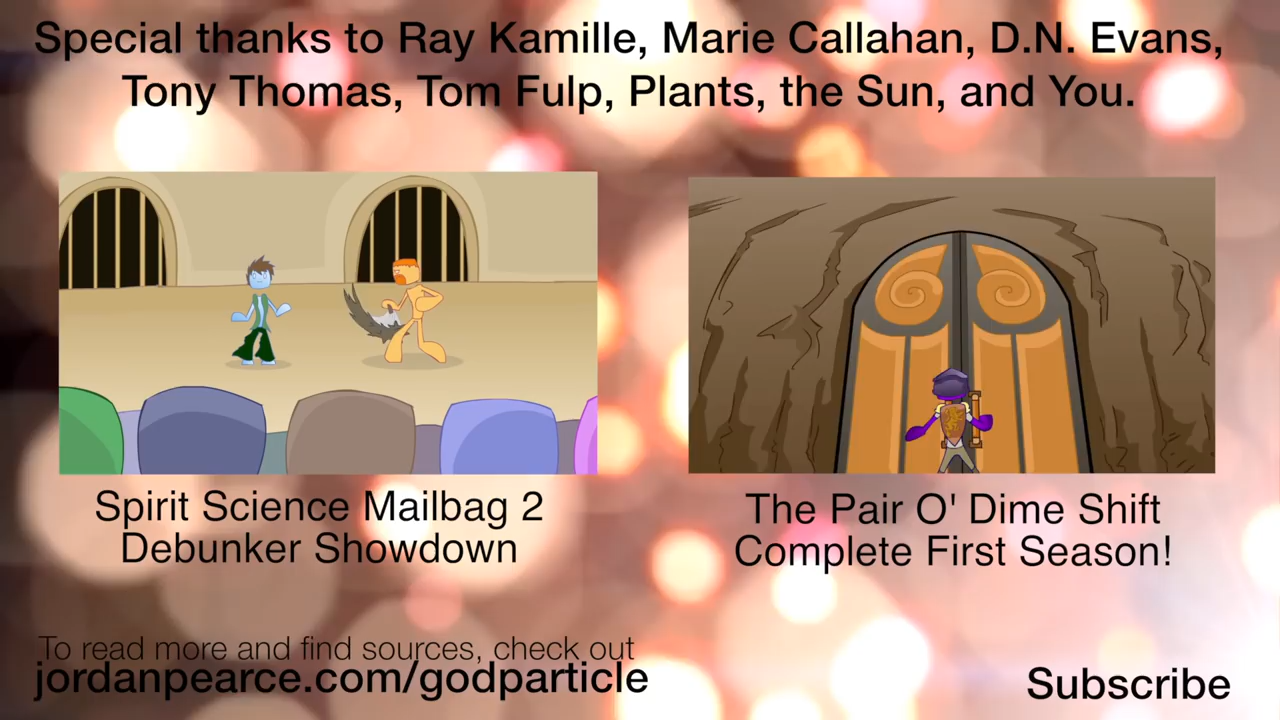 Special thanks to Ray Kamille, Marie Callahan, D.N. Evans,
Tony Thomas, Tom Fulp, Plants, the Sun, and You.
Spirit Science Mailbag 2
Debunker Showdown
The Pair O' Dime Shift
Complete First Season!
To read more and find sources, check out
jordanpearce.com/godparticle
Subscribe